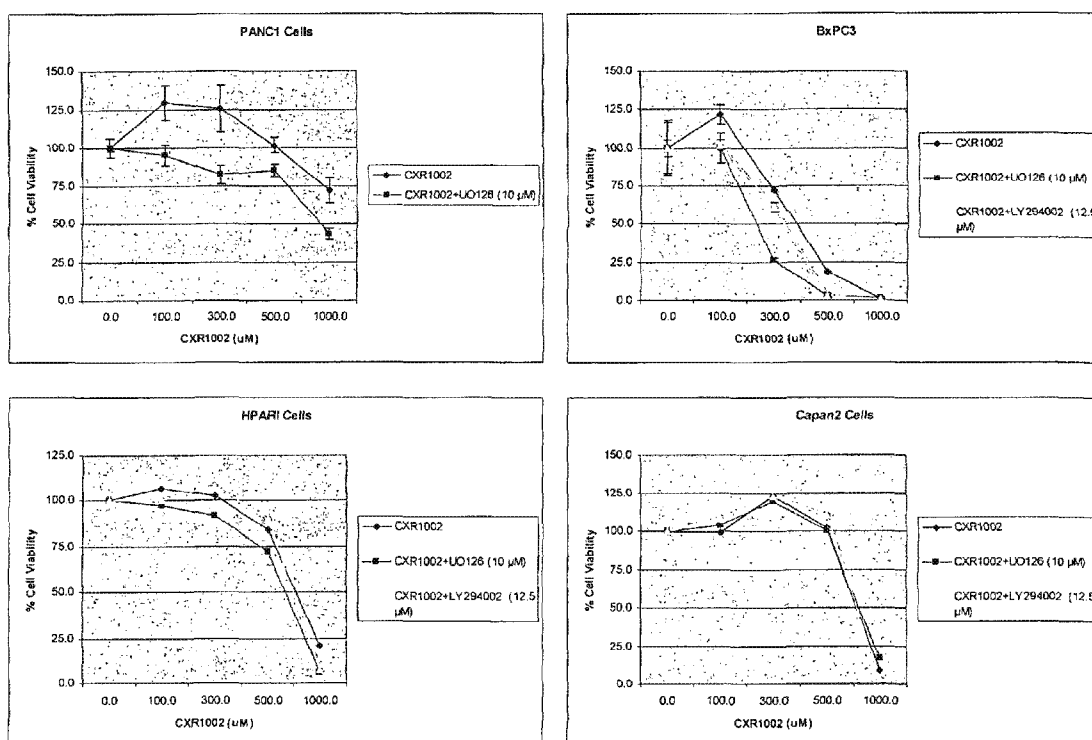 PANC1 Cells
150.0
125.0
100.0
75.0
50.0
25.0
0.0
% Cell Viability
0.0 100.0 300.0 500.0 1000.0
CXR1002 (uM)
CXR1002
CXR1002+UO126 (10 µM)
BxPC3
150.0
125.0
100.0
75.0
50.0
25.0
0.0
% Cell Viability
0.0 100.0 300.0 500.0 1000.0
CXR1002 (uM)
CXR1002
CXR1002+UO126 (10 µM)
CXR1002+LY294002 (12.5
µM)
HPAFII Cells
125.0
100.0
75.0
50.0
25.0
0.0
% Cell Viability
0.0 100.0 300.0 500.0 1000.0
CXR1002 (uM)
CXR1002
CXR1002+UO126 (10 µM)
CXR1002+LY294002 (12.5
µM)
Capan2 Cells
150.0
125.0
100.0
75.0
50.0
25.0
0.0
% Cell Viability
0.0 100.0 300.0 500.0 1000.0
CXR1002 (uM)
CXR1002
CXR1002+UO126 (10 µM)
CXR1002+LY294002 (12.5
µM)